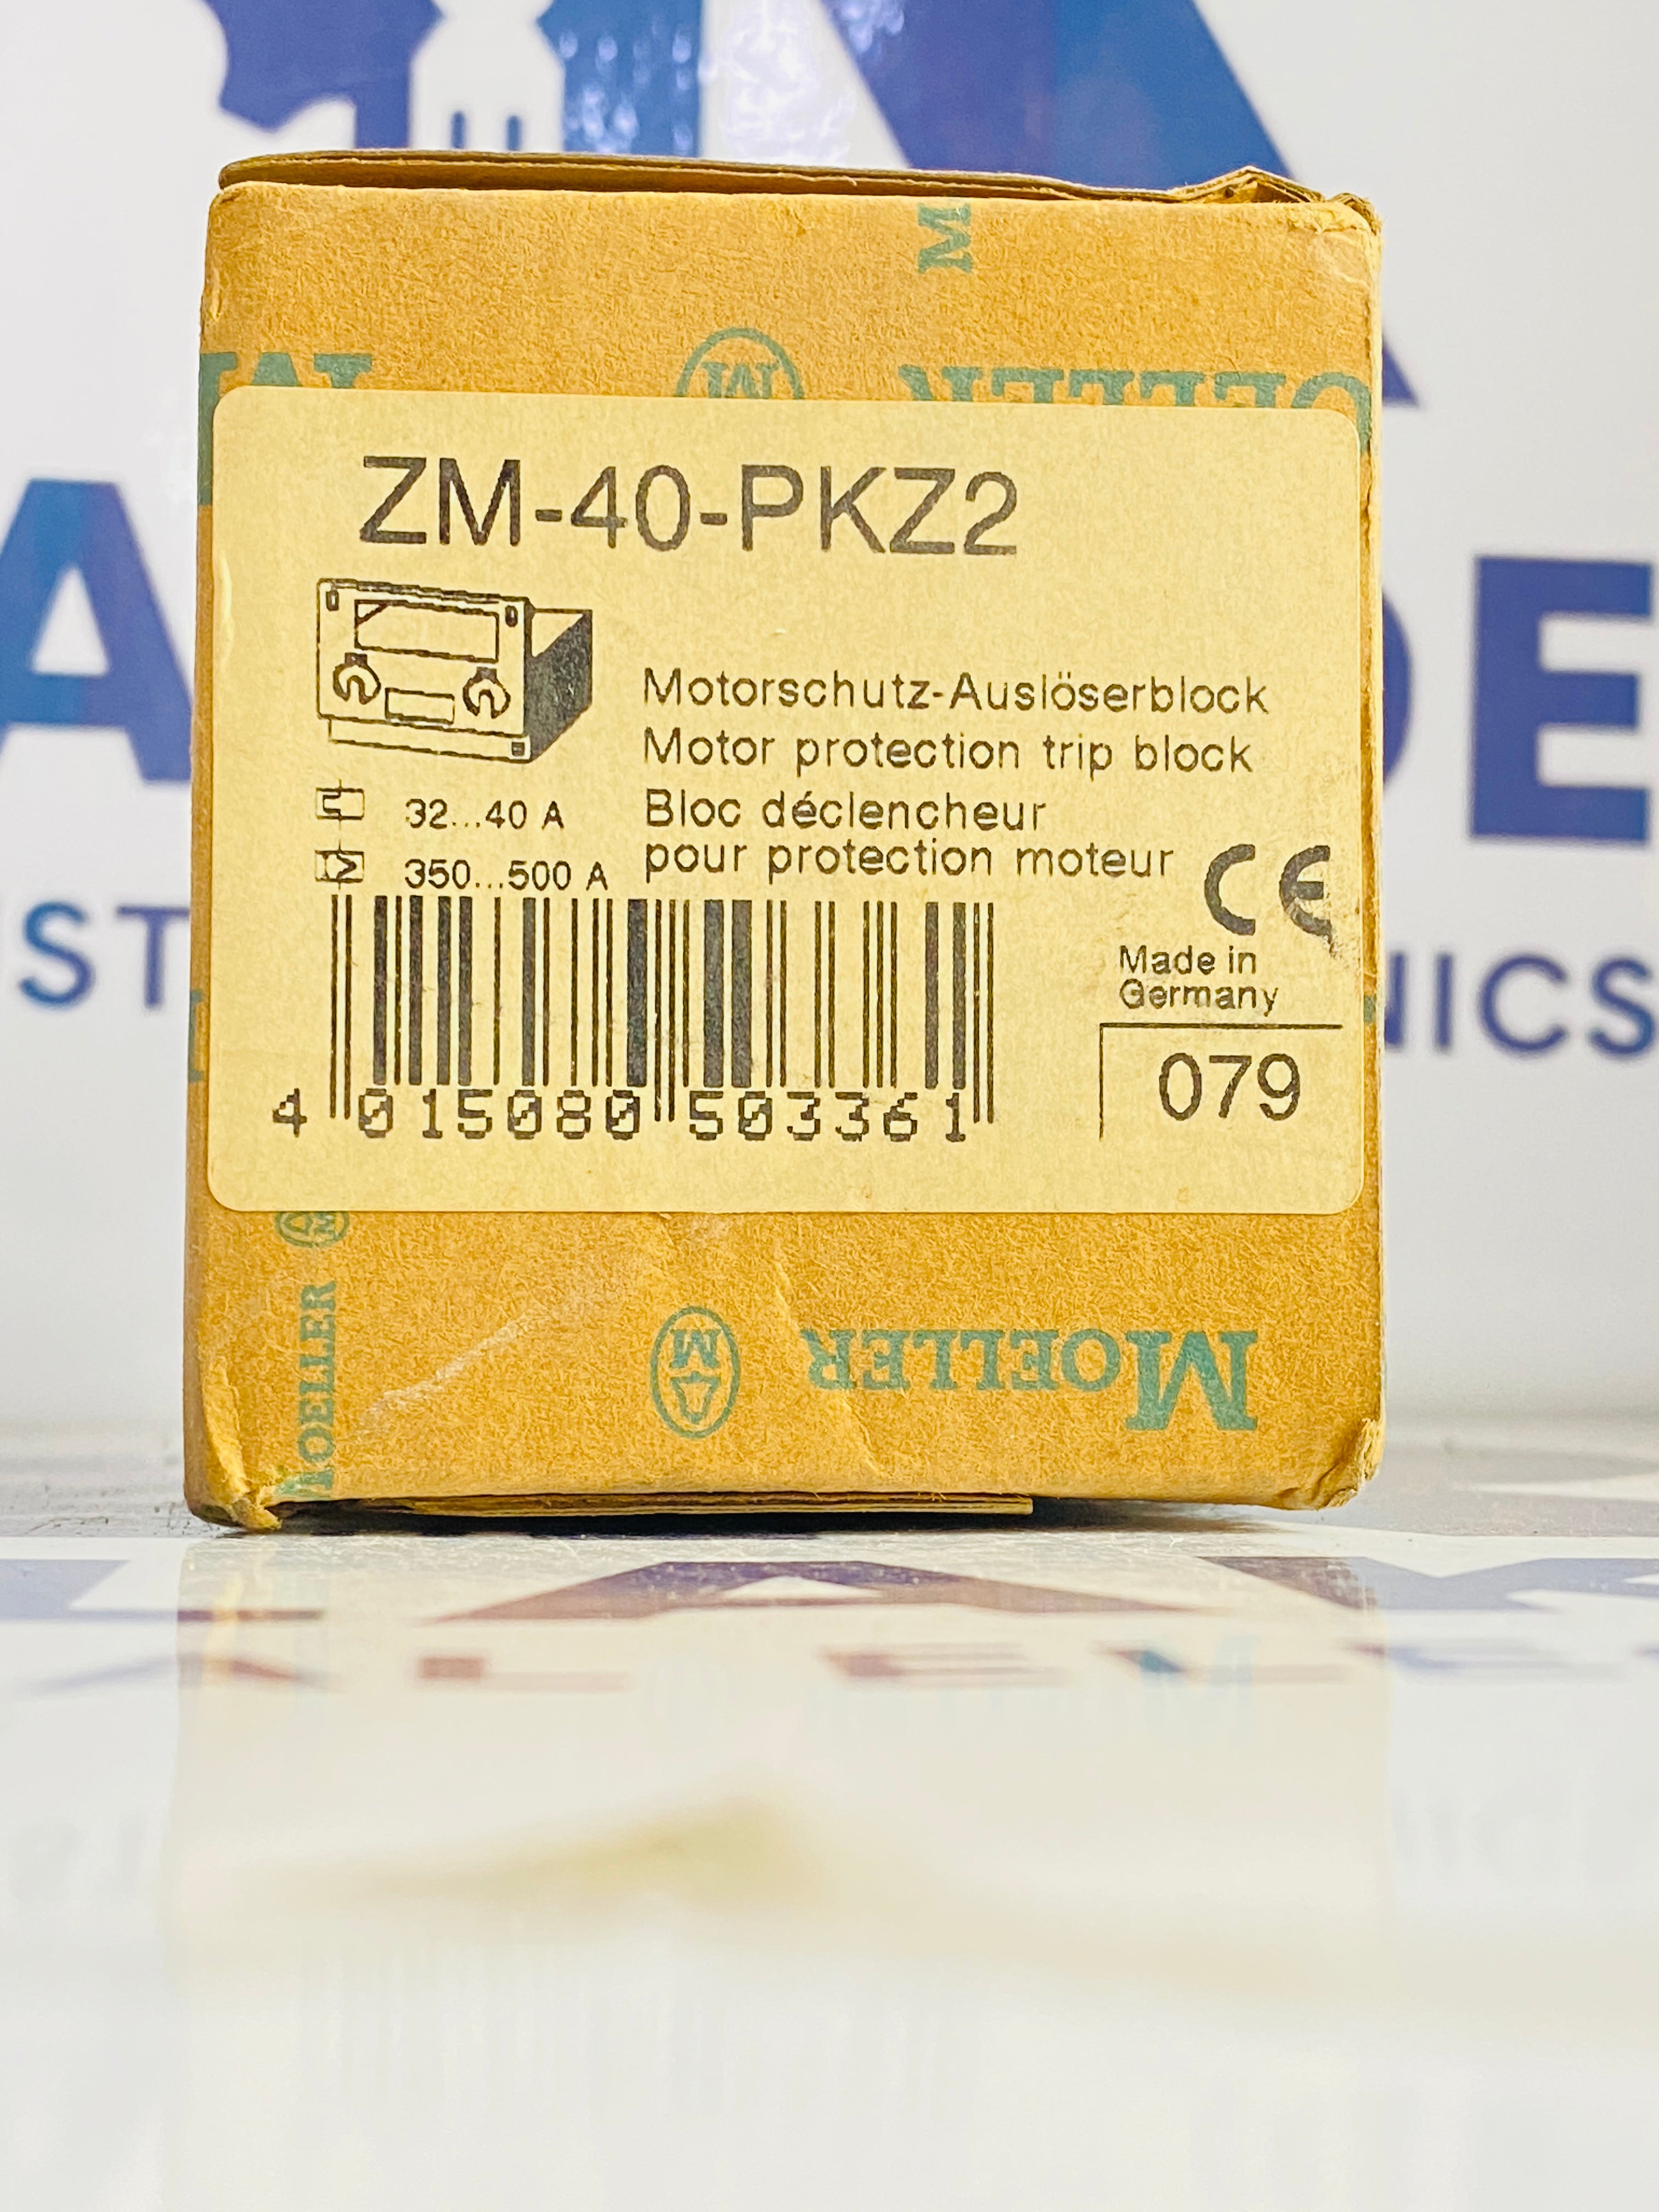 M
OELLER
ZM-40-PKZ2
Motorschutz-Auslöserblock
Motor protection trip block
32...40 A
Bloc déclencheur
350...500 A
pour protection moteur
CE
Made in
Germany
079
4 015080 503361
MOELLER
M
MOELLER